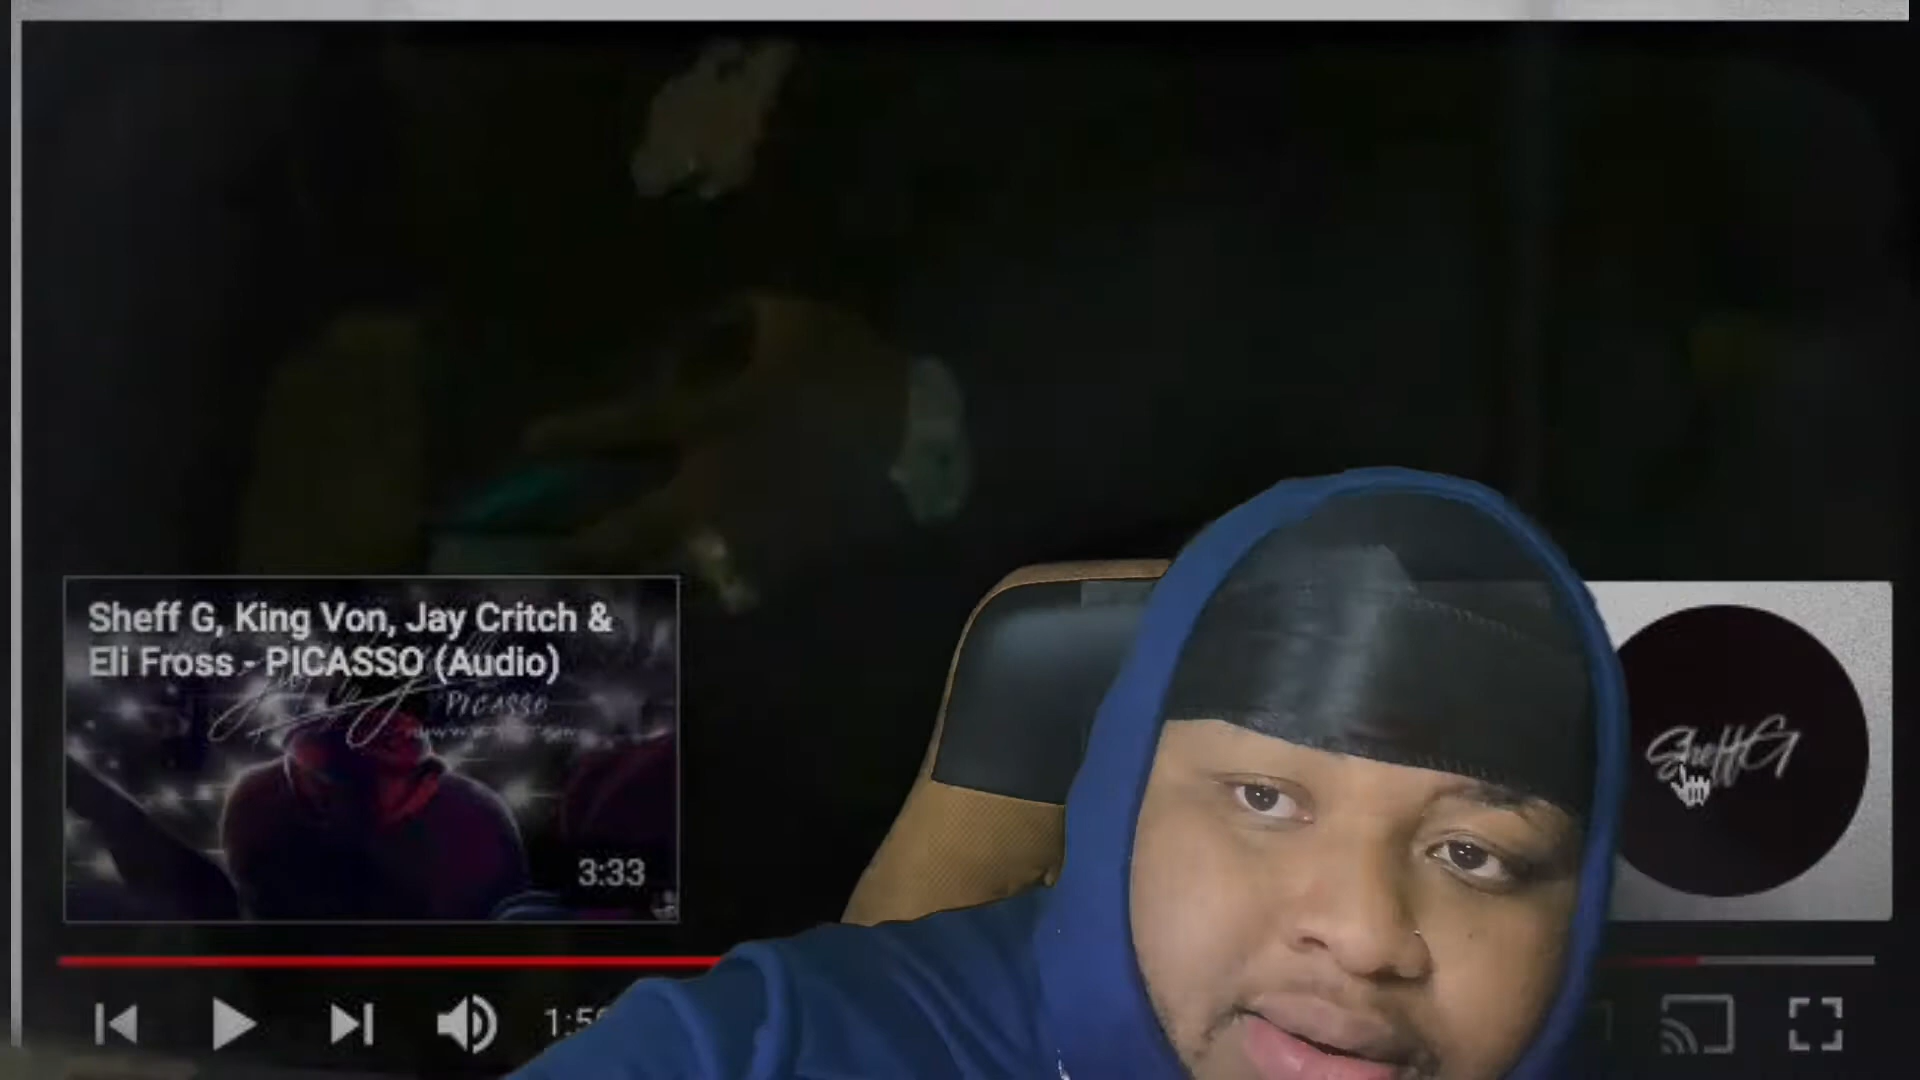 Sheff G, King Von, Jay Critch &
Eli Fross - PICASSO (Audio)
PICASSO
3:33
SheffG